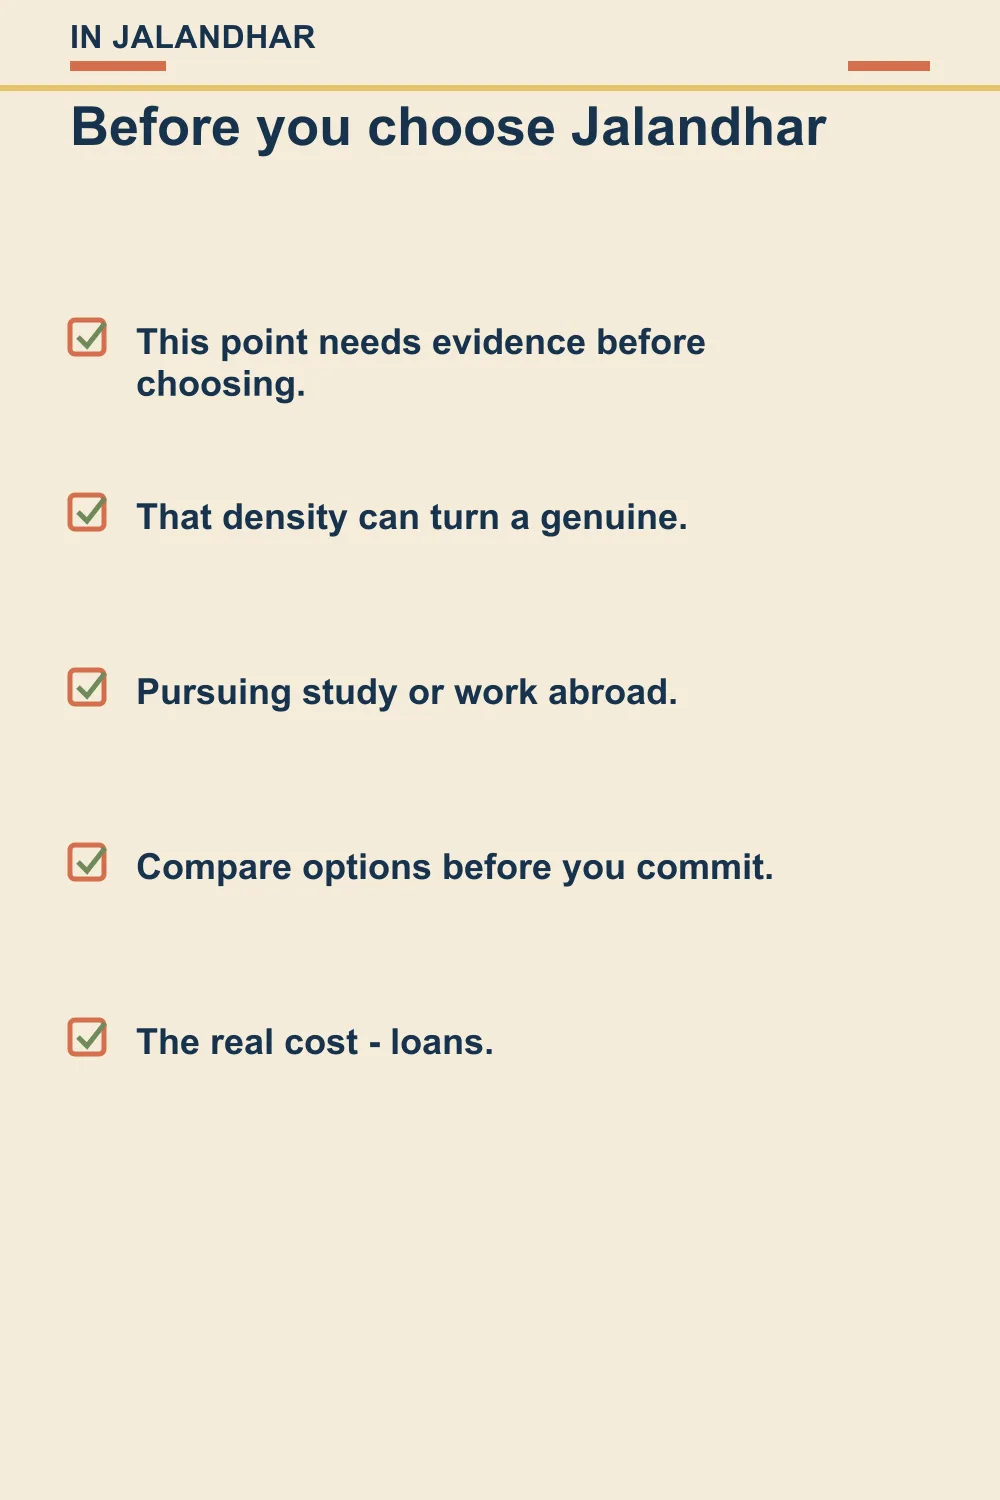 IN JALANDHAR
Before you choose Jalandhar
This point needs evidence before
choosing.
That density can turn a genuine.
Pursuing study or work abroad.
Compare options before you commit.
The real cost - loans.